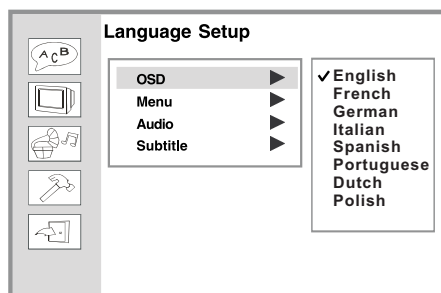 Language Setup
A C B
OSD
Menu
Audio
Subtitle
✓ English
French
German
Italian
Spanish
Portuguese
Dutch
Polish